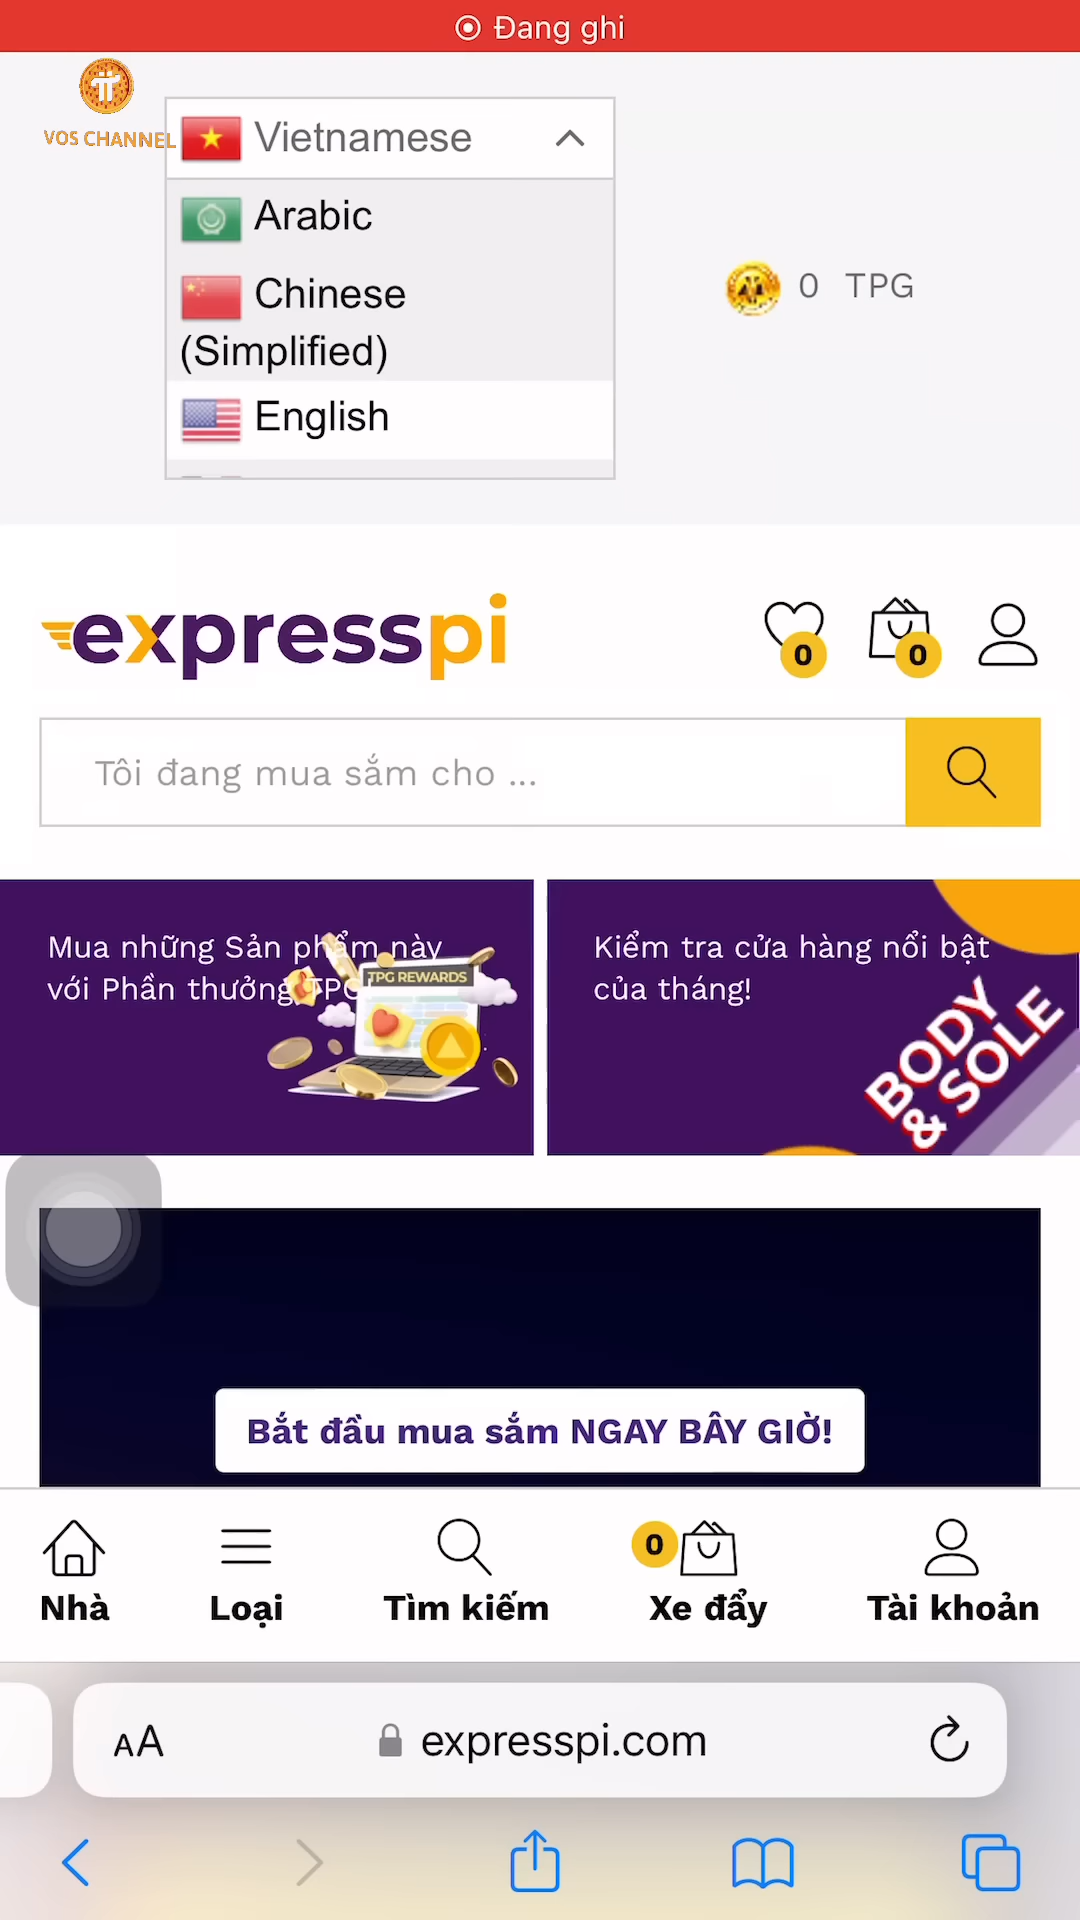 Đang ghi
VOS CHANNEL
Vietnamese
Arabic
Chinese
(Simplified)
English
0 TPG
expresspi
0
0
Tôi đang mua sắm cho ...
Mua những Sản phẩm này
với Phần thưởng TPG!
TPG REWARDS
Kiểm tra cửa hàng nổi bật
của tháng!
BODY
& SOLE
Bắt đầu mua sắm NGAY BÂY GIỜ!
0
Nhà
Loại
Tìm kiếm
Xe đẩy
Tài khoản
AA
expresspi.com